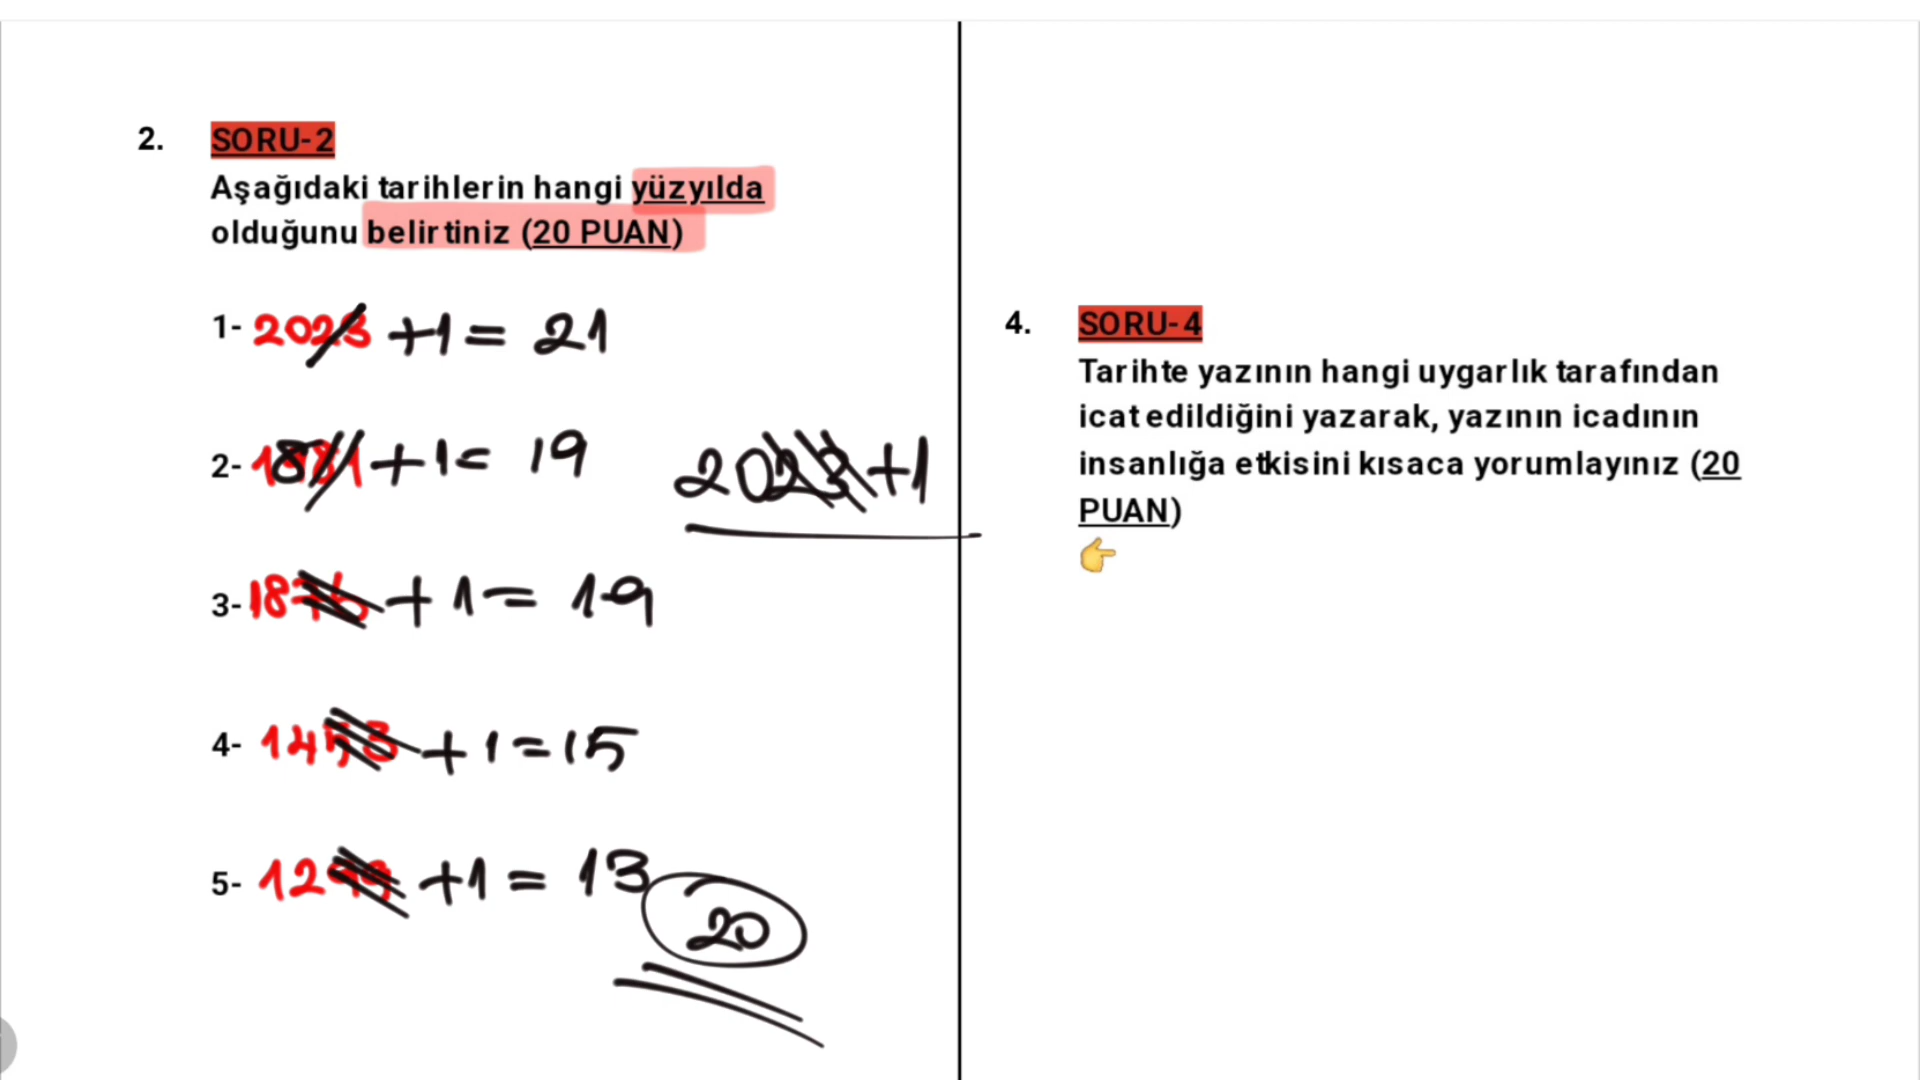 2. SORU-2
Aşağıdaki tarihlerin hangi yüzyılda
olduğunu belirtiniz (20 PUAN)
1- 2023 +1 = 21
2- +1 = 19
2023+1
3- 1876 +1 = 19
4- 1453 +1 = 15
5- 1299 +1 = 13
20
4. SORU-4
Tarihte yazının hangi uygarlık tarafından
icat edildiğini yazarak, yazının icadının
insanlığa etkisini kısaca yorumlayınız (20
PUAN)